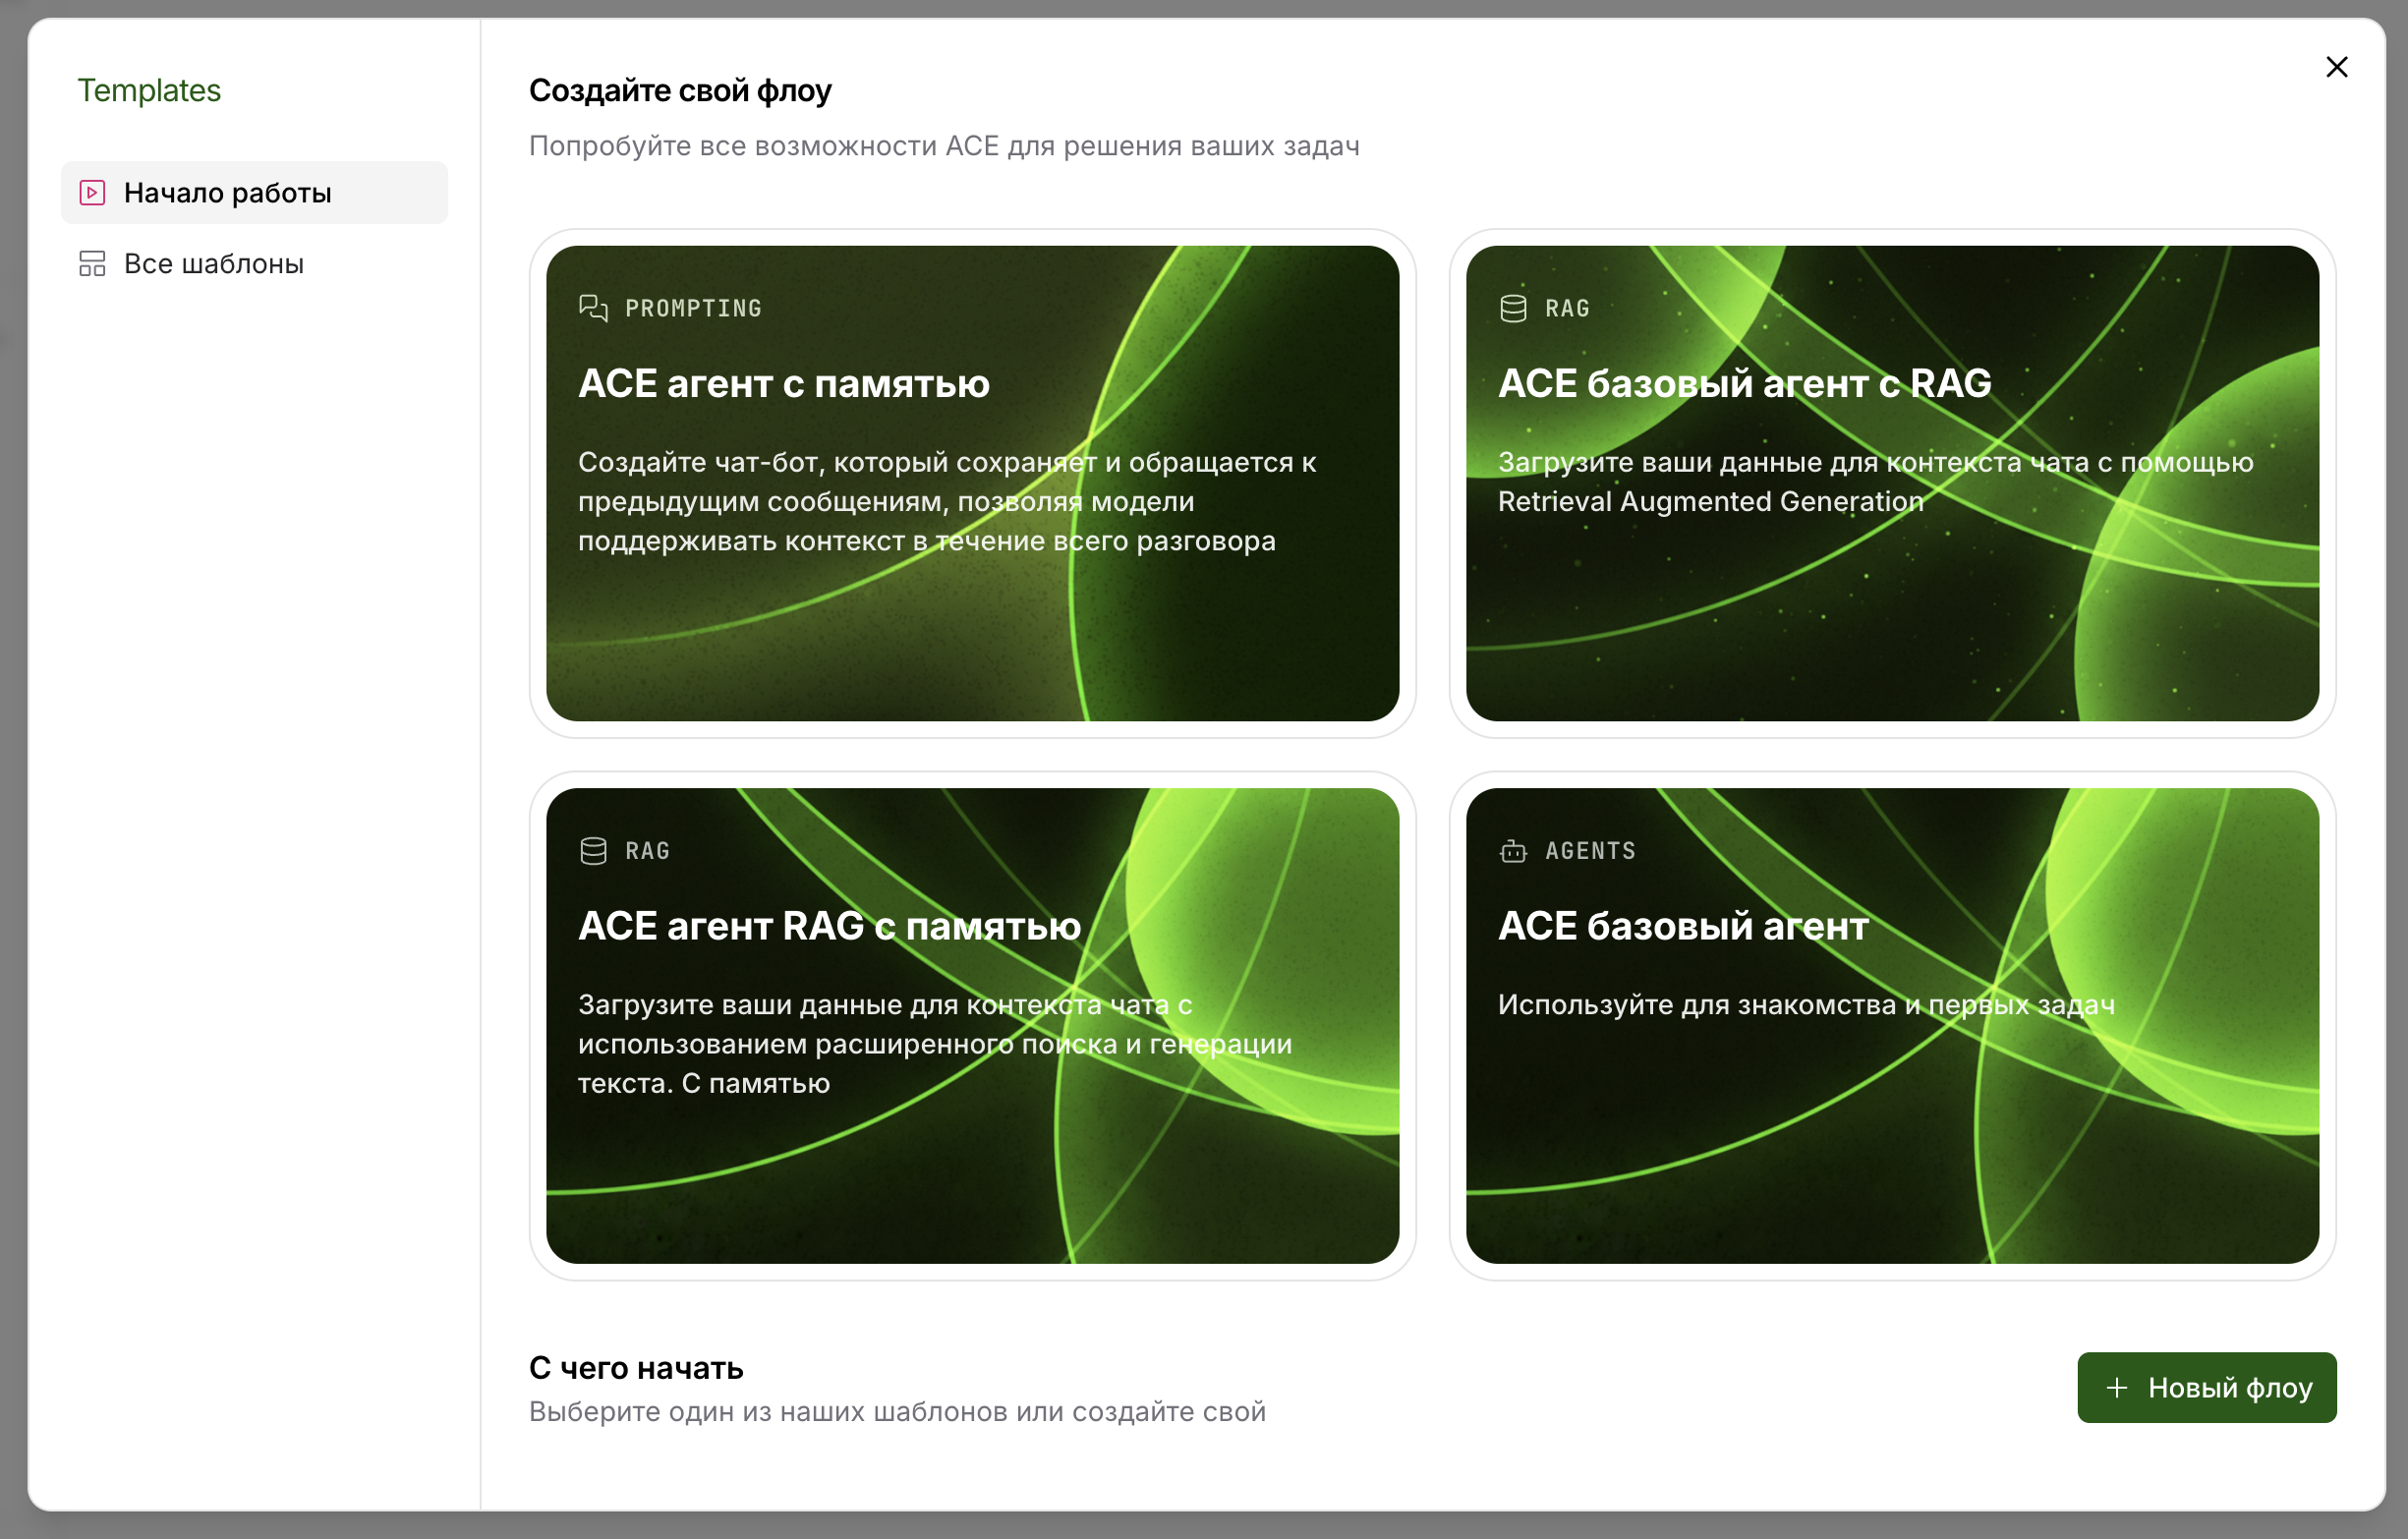 Templates
Начало работы
Все шаблоны
Создайте свой флоу
Попробуйте все возможности ACE для решения ваших задач
PROMPTING
ACE агент с памятью
Создайте чат-бот, который сохраняет и обращается к
предыдущим сообщениям, позволяя модели
поддерживать контекст в течение всего разговора
RAG
ACE базовый агент с RAG
Загрузите ваши данные для контекста чата с помощью
Retrieval Augmented Generation
RAG
ACE агент RAG с памятью
Загрузите ваши данные для контекста чата с
использованием расширенного поиска и генерации
текста. С памятью
AGENTS
ACE базовый агент
Используйте для знакомства и первых задач
С чего начать
Выберите один из наших шаблонов или создайте свой
Новый флоу